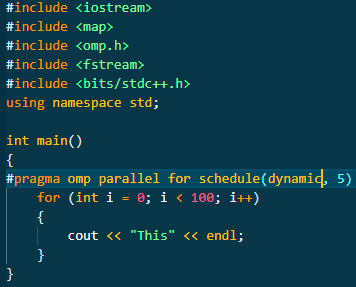 #include <iostream>
#include <map>
#include <omp.h>
#include <fstream>
#include <bits/stdc++.h>
using namespace std;

int main()
{
#pragma omp parallel for schedule(dynamic, 5)
    for (int i = 0; i < 100; i++)
    {
        cout << "This" << endl;
    }
}